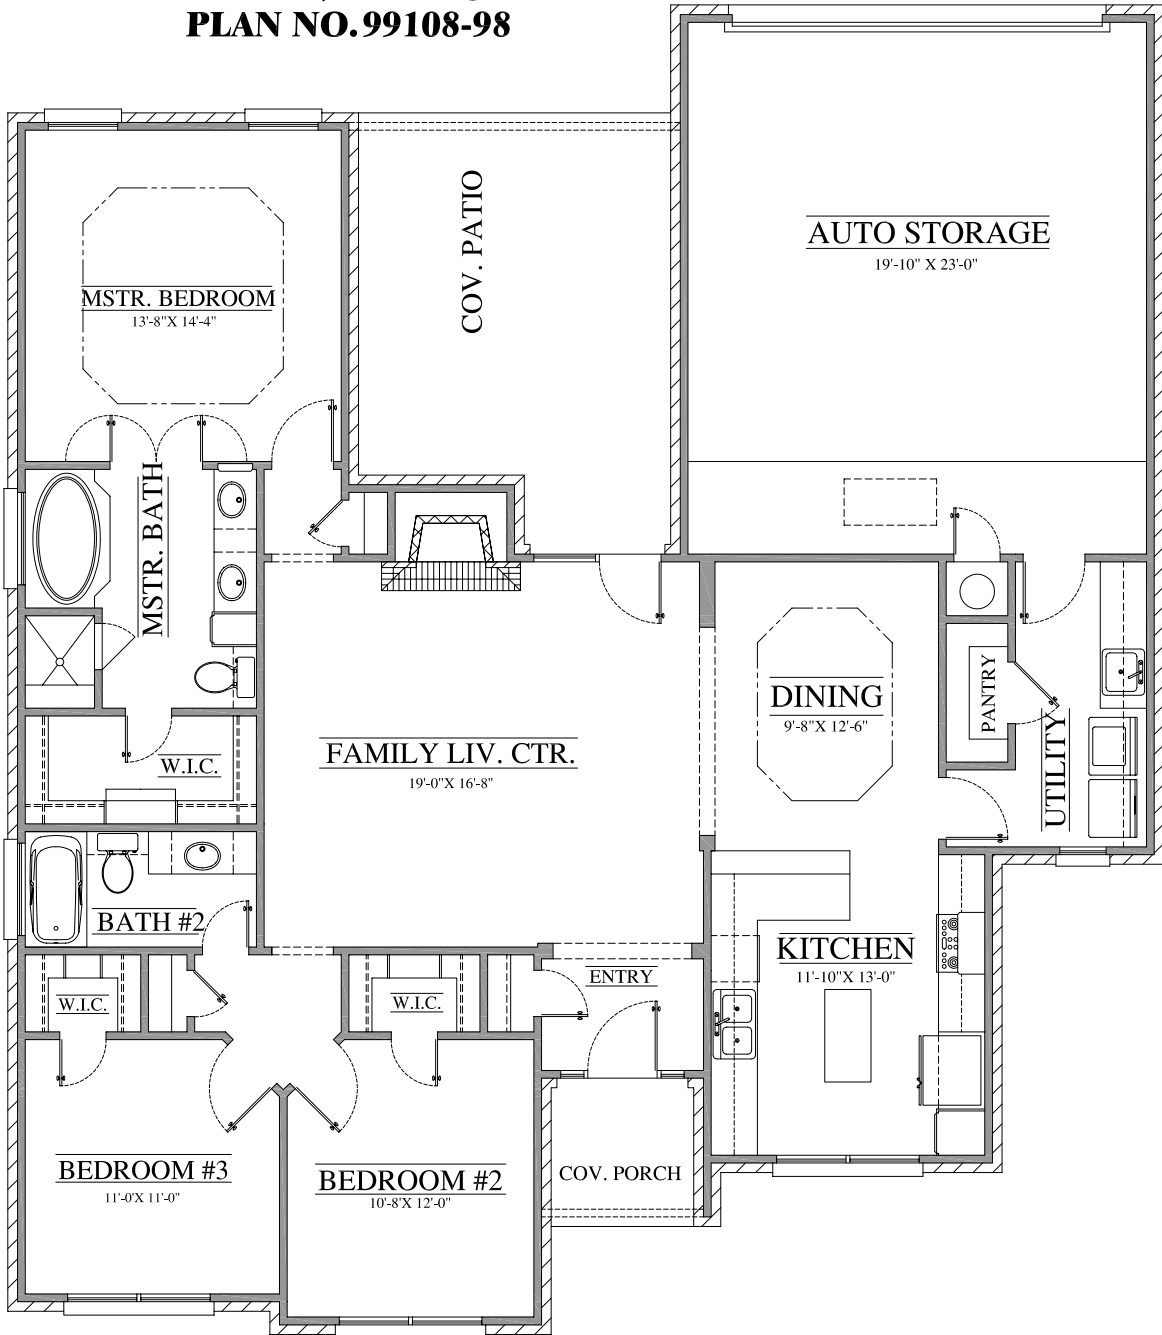 PLAN NO.99108-98
COV. PATIO
AUTO STORAGE
19'-10" X 23'-0"
MSTR. BEDROOM
13'-8"X 14'-4"
MSTR. BATH
W.I.C.
FAMILY LIV. CTR.
19'-0"X 16'-8"
DINING
9'-8"X 12'-6"
PANTRY
UTILITY
BATH #2
W.I.C.
W.I.C.
ENTRY
KITCHEN
11'-10"X 13'-0"
BEDROOM #3
11'-0'X 11'-0"
BEDROOM #2
10'-8'X 12'-0"
COV. PORCH